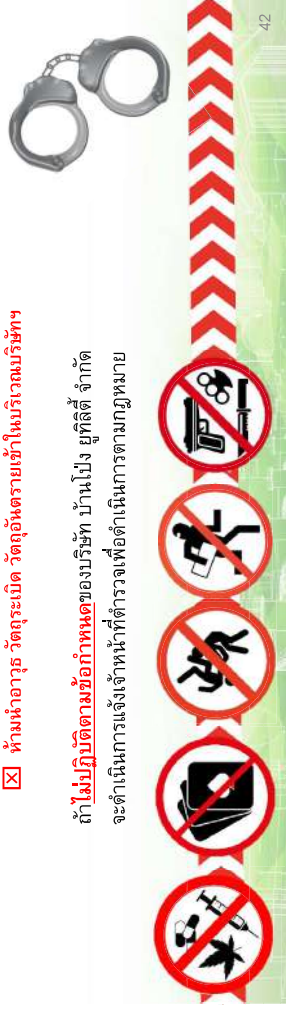 ☒ ห้ามนำอาวุธ วัตถุระเบิด วัตถุอันตรายเข้าในบริเวณบริษัทฯ
ถ้าไม่ปฏิบัติตามข้อกำหนดของบริษัท บ้านโป่ง ยูทิลิตี้ จำกัด
จะดำเนินการแจ้งเจ้าหน้าที่ตำรวจเพื่อดำเนินการตามกฎหมาย
42